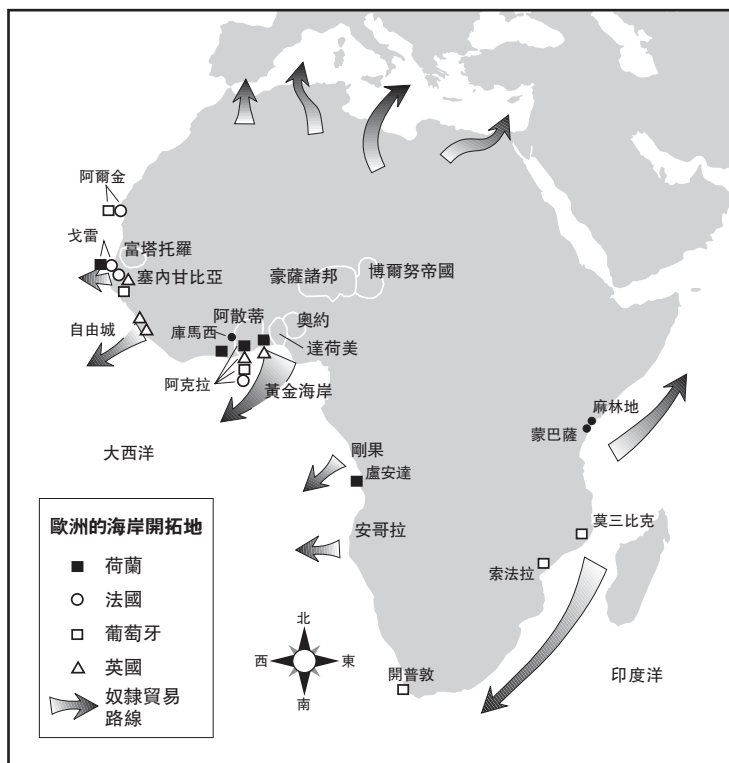 阿爾金
戈雷
富塔托羅
塞內甘比亞
豪薩諸邦
博爾努帝國
自由城
庫馬西
阿散蒂
奧約
達荷美
阿克拉
黃金海岸
麻林地
蒙巴薩
大西洋
剛果
盧安達
安哥拉
莫三比克
索法拉
開普敦
印度洋
北
西
東
南
歐洲的海岸開拓地
荷蘭
法國
葡萄牙
英國
奴隸貿易
路線